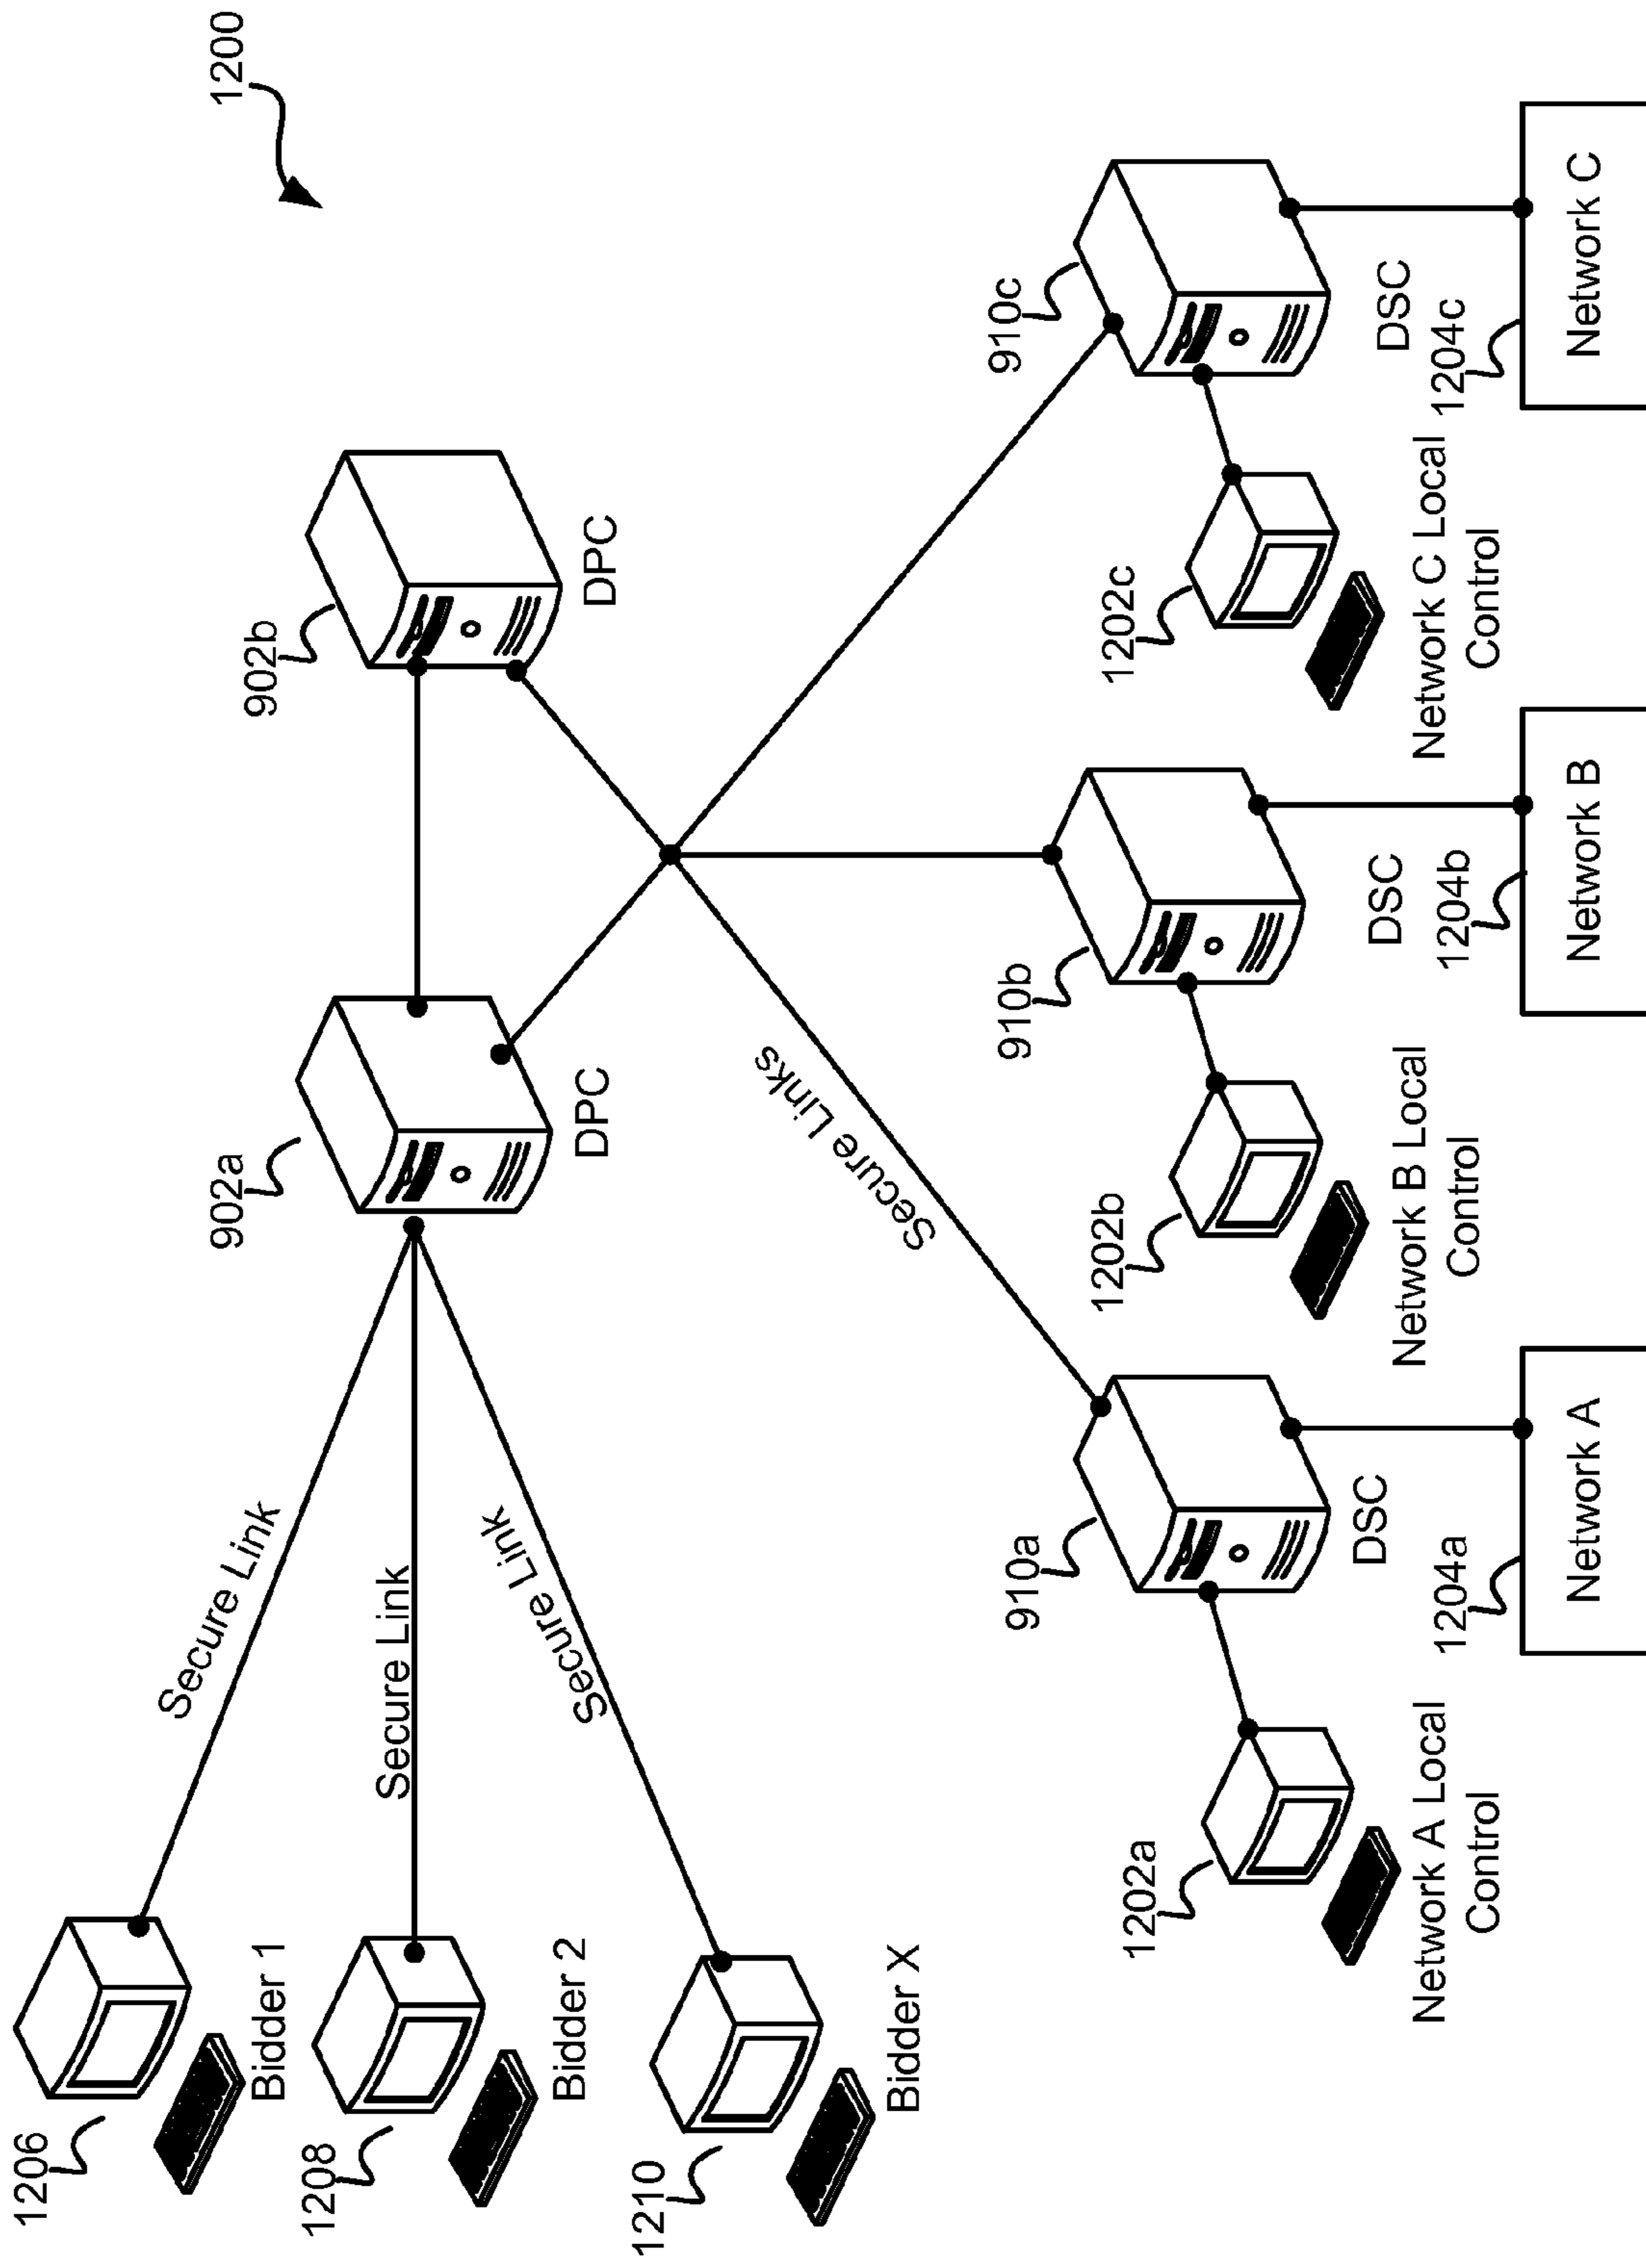 1200
902b
902a
DPC
DPC
1206
Bidder 1
Secure Link
1208
Bidder 2
Secure Link
1210
Bidder X
Secure Link
Secure Links
910a
910b
910c
1202a
1202b
1202c
DSC
DSC
DSC
Network A Local
Control
Network B Local
Control
Network C Local
Control
1204a
1204b
1204c
Network A
Network B
Network C